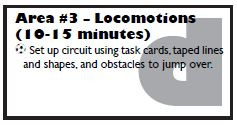 Area #3 – Locomotions
(10-15 minutes)
Set up circuit using task cards, taped lines
and shapes, and obstacles to jump over.
d